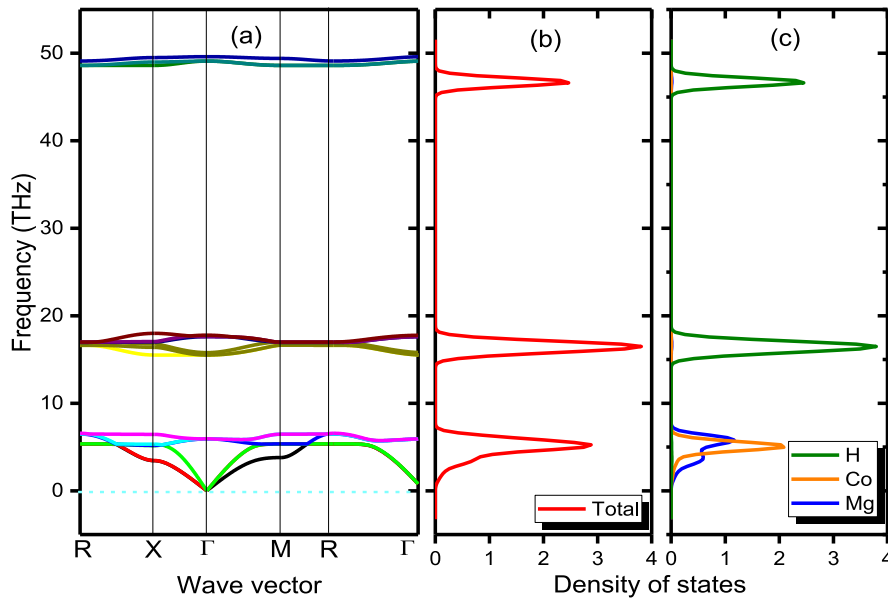 (a)
(b)
(c)
Frequency (THz)
50
40
30
20
10
0
R X Γ M R Γ
Wave vector
Total
0 1 2 3 4
H
Co
Mg
0 1 2 3 4
Density of states